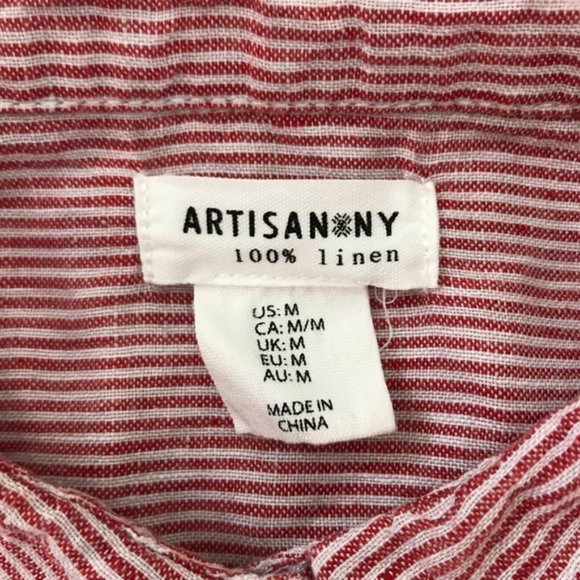 ARTISAN NY
100% linen
US: M
CA: M/M
UK: M
EU: M
AU: M
MADE IN
CHINA